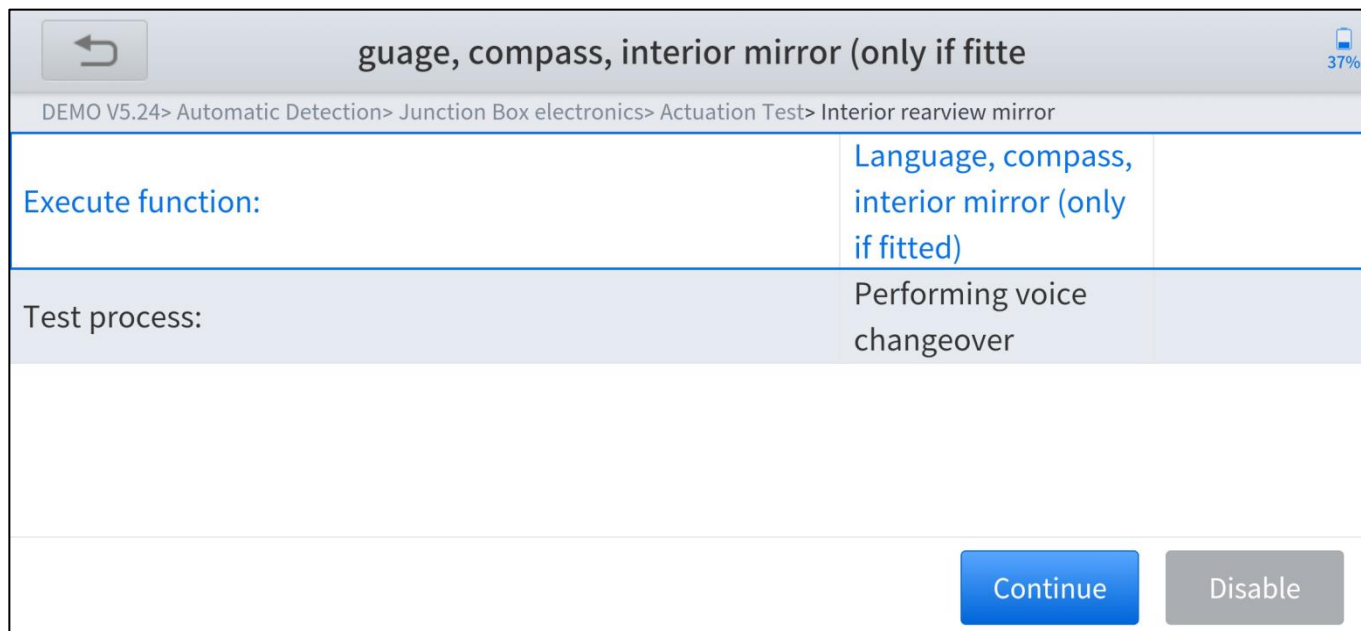 guage, compass, interior mirror (only if fitte
37%
DEMO V5.24> Automatic Detection> Junction Box electronics> Actuation Test> Interior rearview mirror
Execute function:
Language, compass,
interior mirror (only
if fitted)
Test process:
Performing voice
changeover
Continue
Disable